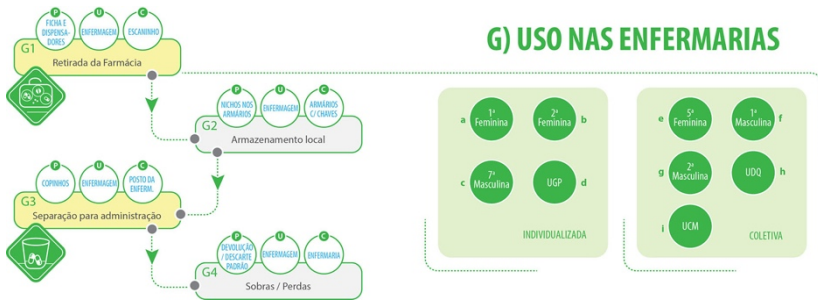 G) USO NAS ENFERMARIAS
P
U
C
FICHA E
DISPENSA-
DORES
ENFERMAGEM
ESCANINHO
G1
Retirada da Farmácia
P
U
C
NICHOS NOS
ARMÁRIOS
ENFERMAGEM
ARMÁRIOS
C/ CHAVES
G2
Armazenamento local
P
U
C
COPINHOS
ENFERMAGEM
POSTO DA
ENFERM.
G3
Separação para administração
P
U
C
DEVOLUÇÃO
/ DESCARTE
PADRÃO
ENFERMAGEM
ENFERMARIA
G4
Sobras / Perdas
a
1ª
Feminina
2ª
Feminina
b
c
7ª
Masculina
UGP
d
INDIVIDUALIZADA
e
5ª
Feminina
1ª
Masculina
f
g
2ª
Masculina
UDQ
h
i
UCM
COLETIVA